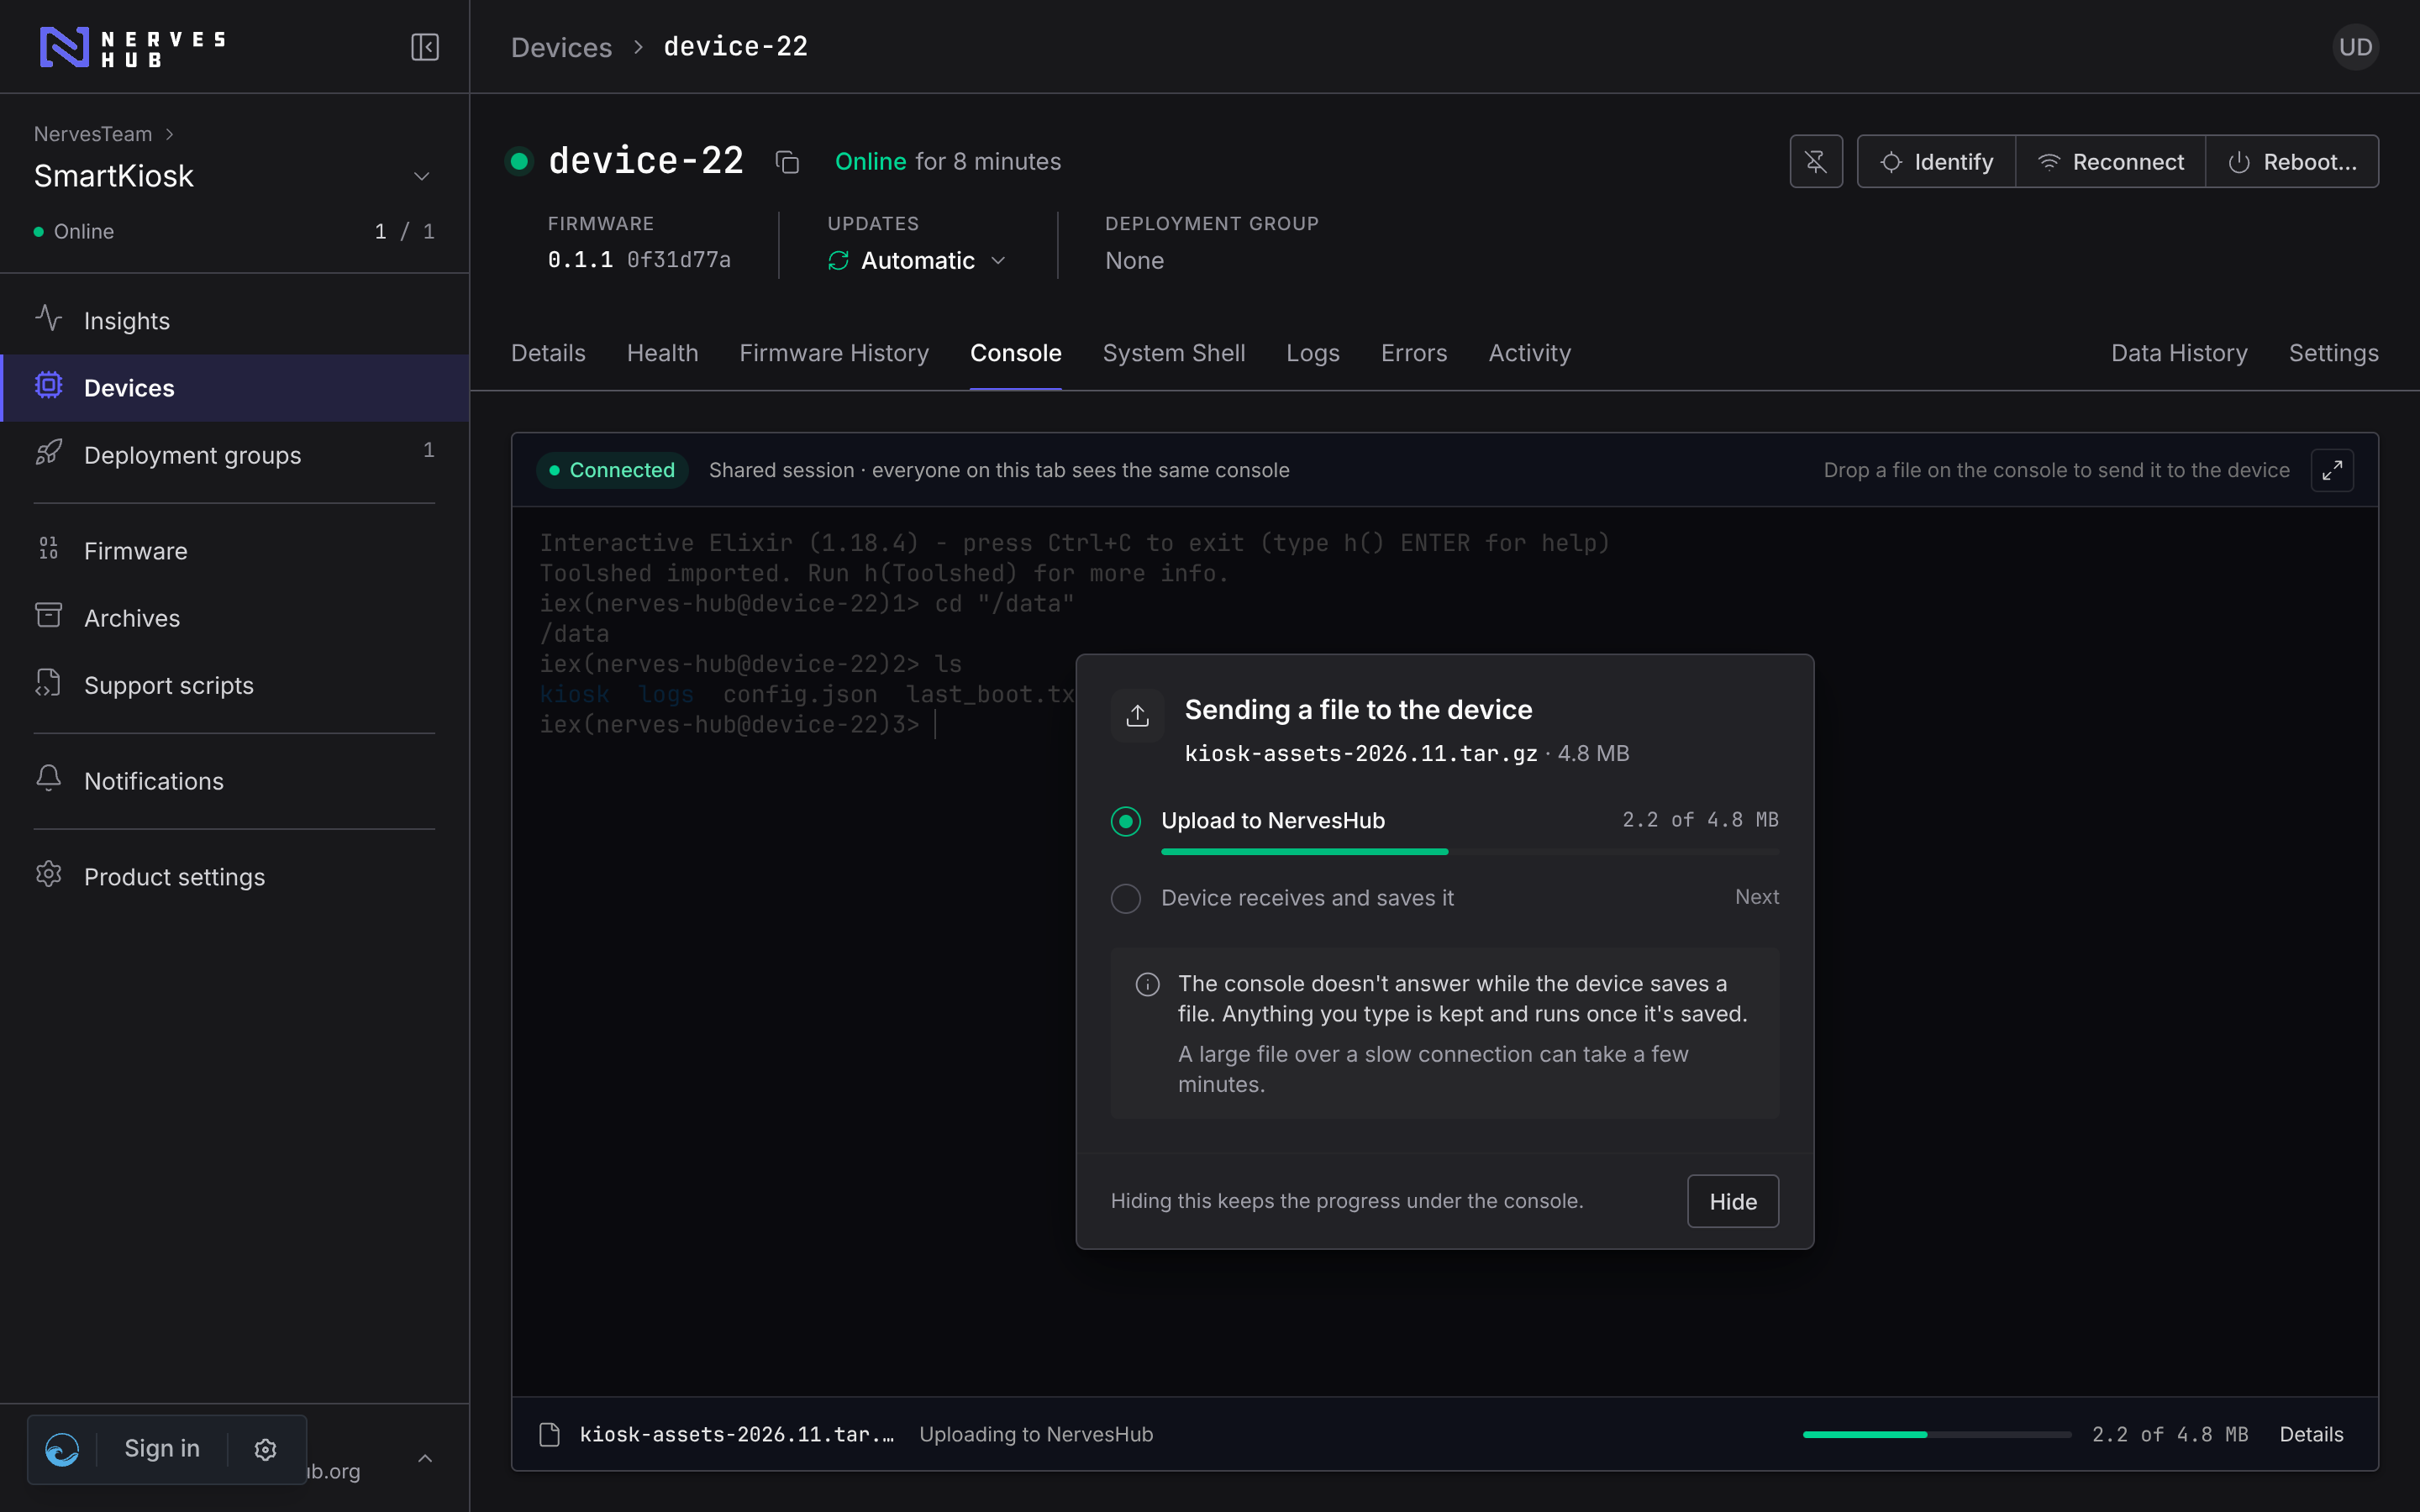 NERVES
HUB
Devices > device-22
UD
NervesTeam >
SmartKiosk
Online 1 / 1
Insights
Devices
Deployment groups 1
Firmware
Archives
Support scripts
Notifications
Product settings
Sign in
ub.org
device-22 Online for 8 minutes
Identify Reconnect Reboot...
FIRMWARE UPDATES DEPLOYMENT GROUP
0.1.1 0f31d77a Automatic None
Details Health Firmware History Console System Shell Logs Errors Activity Data History Settings
Connected Shared session · everyone on this tab sees the same console Drop a file on the console to send it to the device
Interactive Elixir (1.18.4) - press Ctrl+C to exit (type h() ENTER for help)
Toolshed imported. Run h(Toolshed) for more info.
iex(nerves-hub@device-22)1> cd "/data"
/data
iex(nerves-hub@device-22)2> ls
kiosk logs config.json last_boot.tx
iex(nerves-hub@device-22)3>
Sending a file to the device
kiosk-assets-2026.11.tar.gz · 4.8 MB
Upload to NervesHub 2.2 of 4.8 MB
Device receives and saves it Next
The console doesn't answer while the device saves a
file. Anything you type is kept and runs once it's saved.
A large file over a slow connection can take a few
minutes.
Hiding this keeps the progress under the console. Hide
kiosk-assets-2026.11.tar.… Uploading to NervesHub 2.2 of 4.8 MB Details